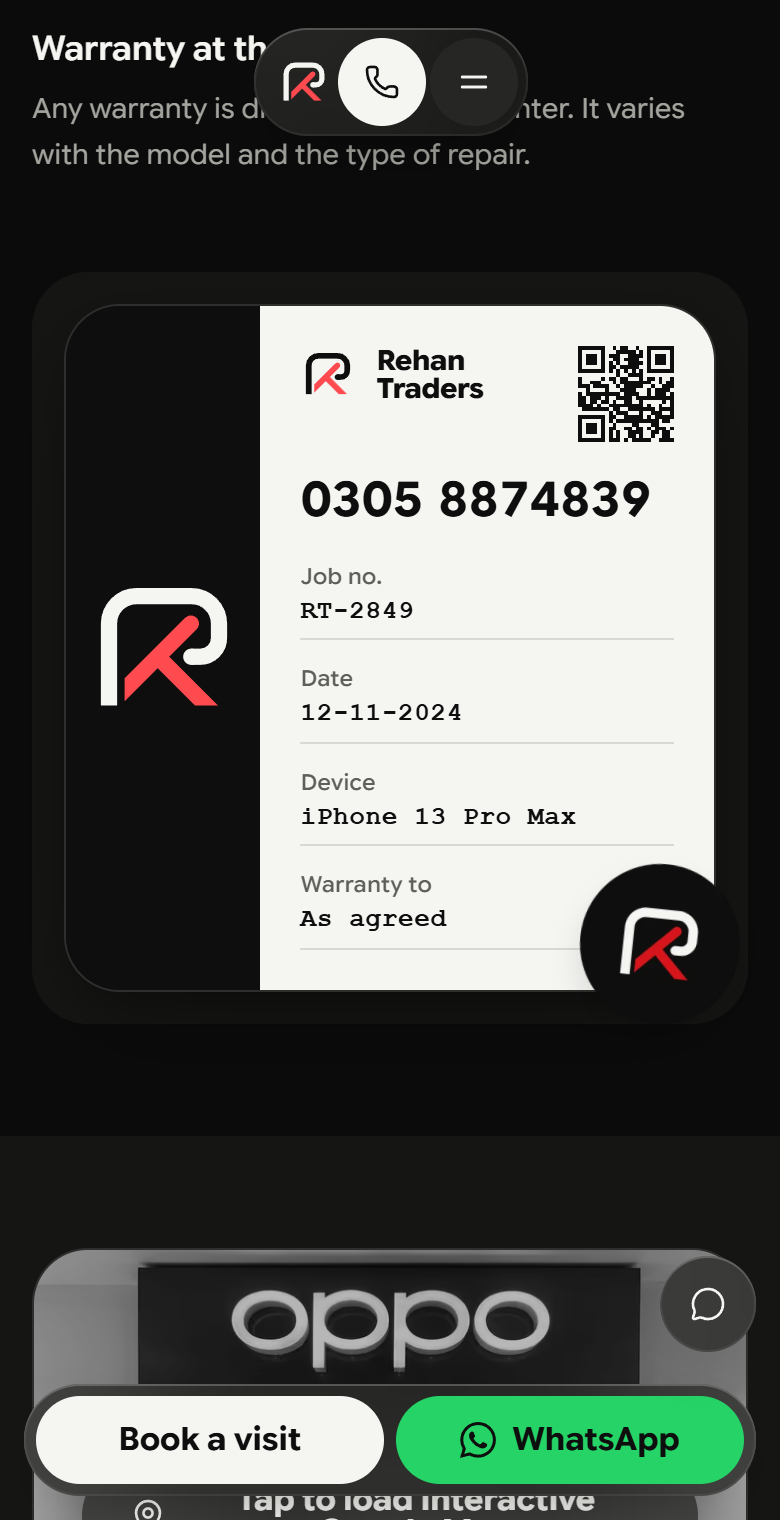 Warranty at th
Any warranty is d nter. It varies
with the model and the type of repair.
Rehan
Traders
0305 8874839
Job no.
RT-2849
Date
12-11-2024
Device
iPhone 13 Pro Max
Warranty to
As agreed
oppo
Book a visit
WhatsApp
Tap to load interactive